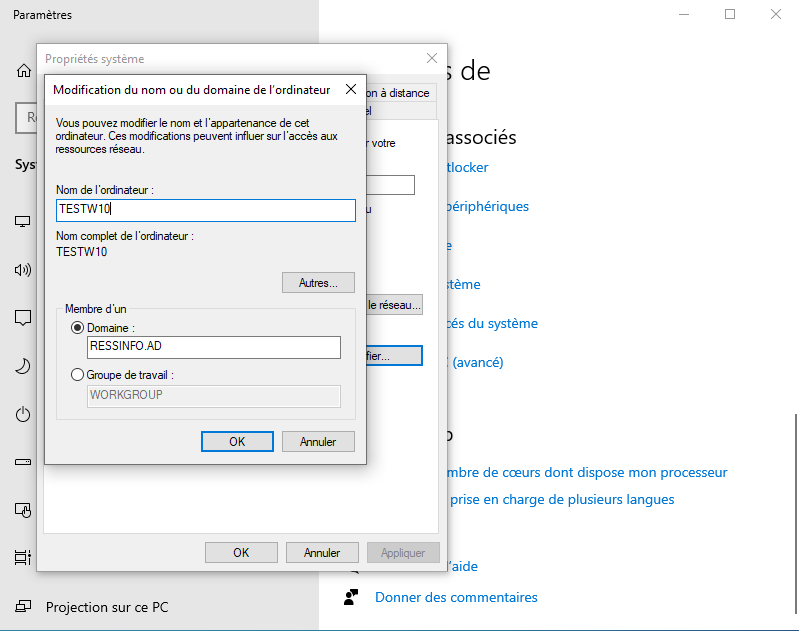 Paramètres
Propriétés système
s de
Modification du nom ou du domaine de l'ordinateur
on à distance
el
Vous pouvez modifier le nom et l'appartenance de cet
ordinateur. Ces modifications peuvent influer sur l'accès aux
ressources réseau.
r votre
associés
tlocker
Sys
Nom de l'ordinateur :
TESTW10
u
périphériques
Nom complet de l'ordinateur :
TESTW10
e
Autres...
stème
Membre d'un
le réseau...
Domaine :
RESSINFO.AD
cés du système
fier...
(avancé)
Groupe de travail :
WORKGROUP
OK
Annuler
mbre de cœurs dont dispose mon processeur
prise en charge de plusieurs langues
OK
Annuler
Appliquer
'aide
Donner des commentaires
Projection sur ce PC